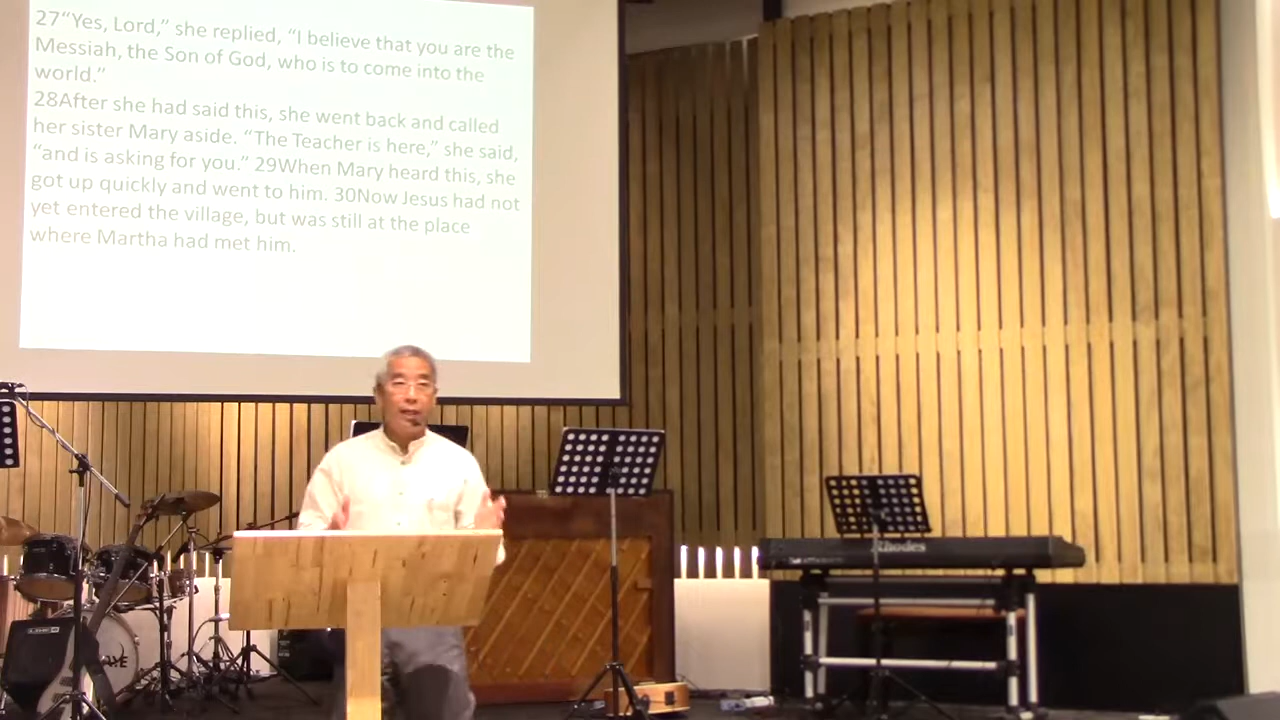 27“Yes, Lord,” she replied, “I believe that you are the
Messiah, the Son of God, who is to come into the
world.”
28After she had said this, she went back and called
her sister Mary aside. “The Teacher is here,” she said,
“and is asking for you.” 29When Mary heard this, she
got up quickly and went to him. 30Now Jesus had not
yet entered the village, but was still at the place
where Martha had met him.
Rhodes
LINE 6